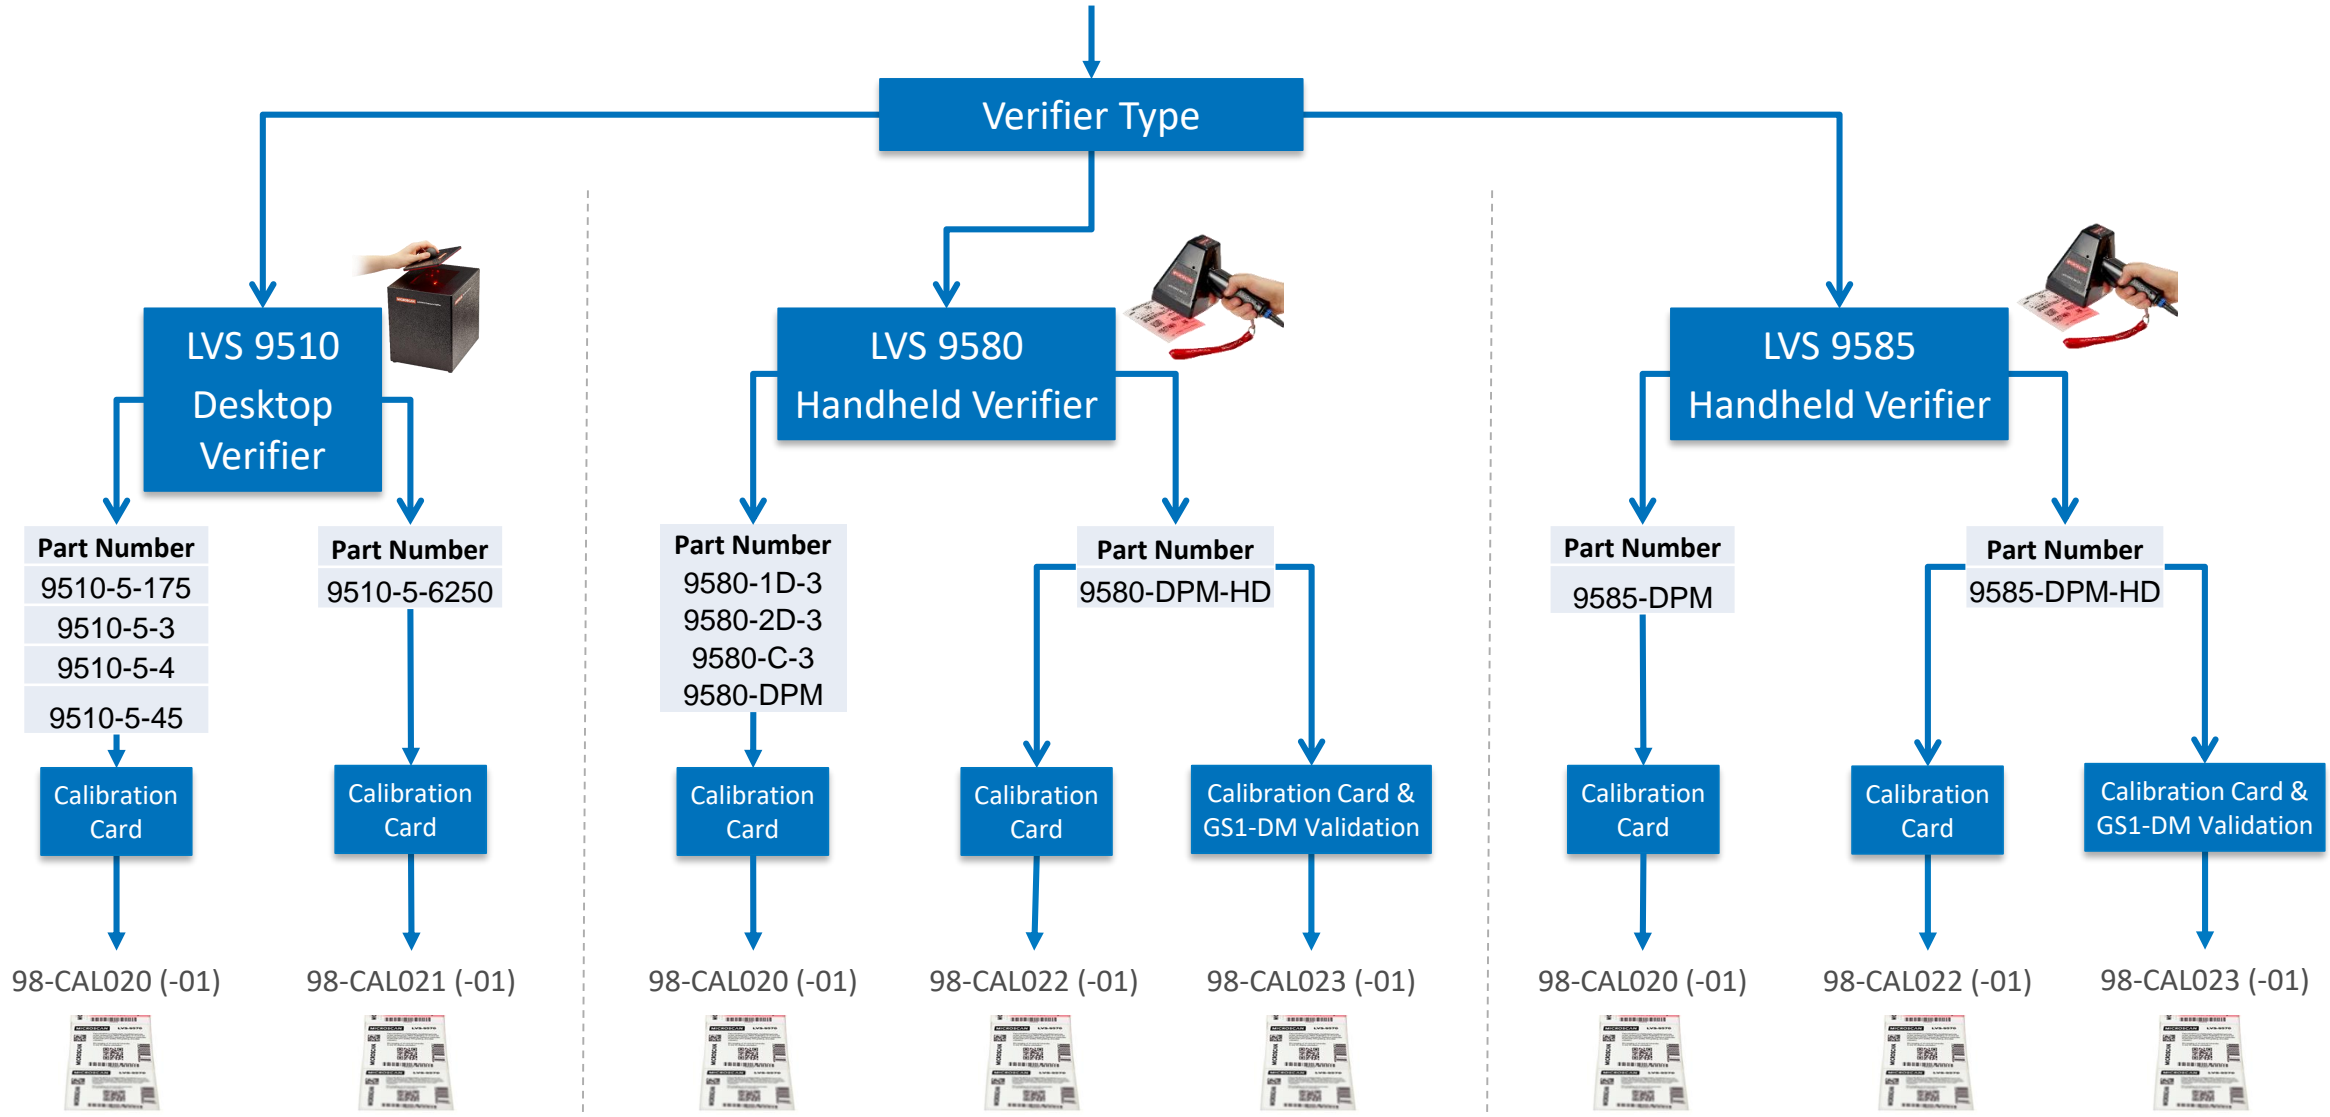 Verifier Type
LVS 9510
Desktop
Verifier
LVS 9580
Handheld Verifier
LVS 9585
Handheld Verifier
Part Number
9510-5-175
9510-5-3
9510-5-4
9510-5-45
Part Number
9510-5-6250
Part Number
9580-1D-3
9580-2D-3
9580-C-3
9580-DPM
Part Number
9580-DPM-HD
Part Number
9585-DPM
Part Number
9585-DPM-HD
Calibration
Card
Calibration
Card
Calibration
Card
Calibration
Card
Calibration Card &
GS1-DM Validation
Calibration
Card
Calibration
Card
Calibration Card &
GS1-DM Validation
98-CAL020 (-01)
98-CAL021 (-01)
98-CAL020 (-01)
98-CAL022 (-01)
98-CAL023 (-01)
98-CAL020 (-01)
98-CAL022 (-01)
98-CAL023 (-01)